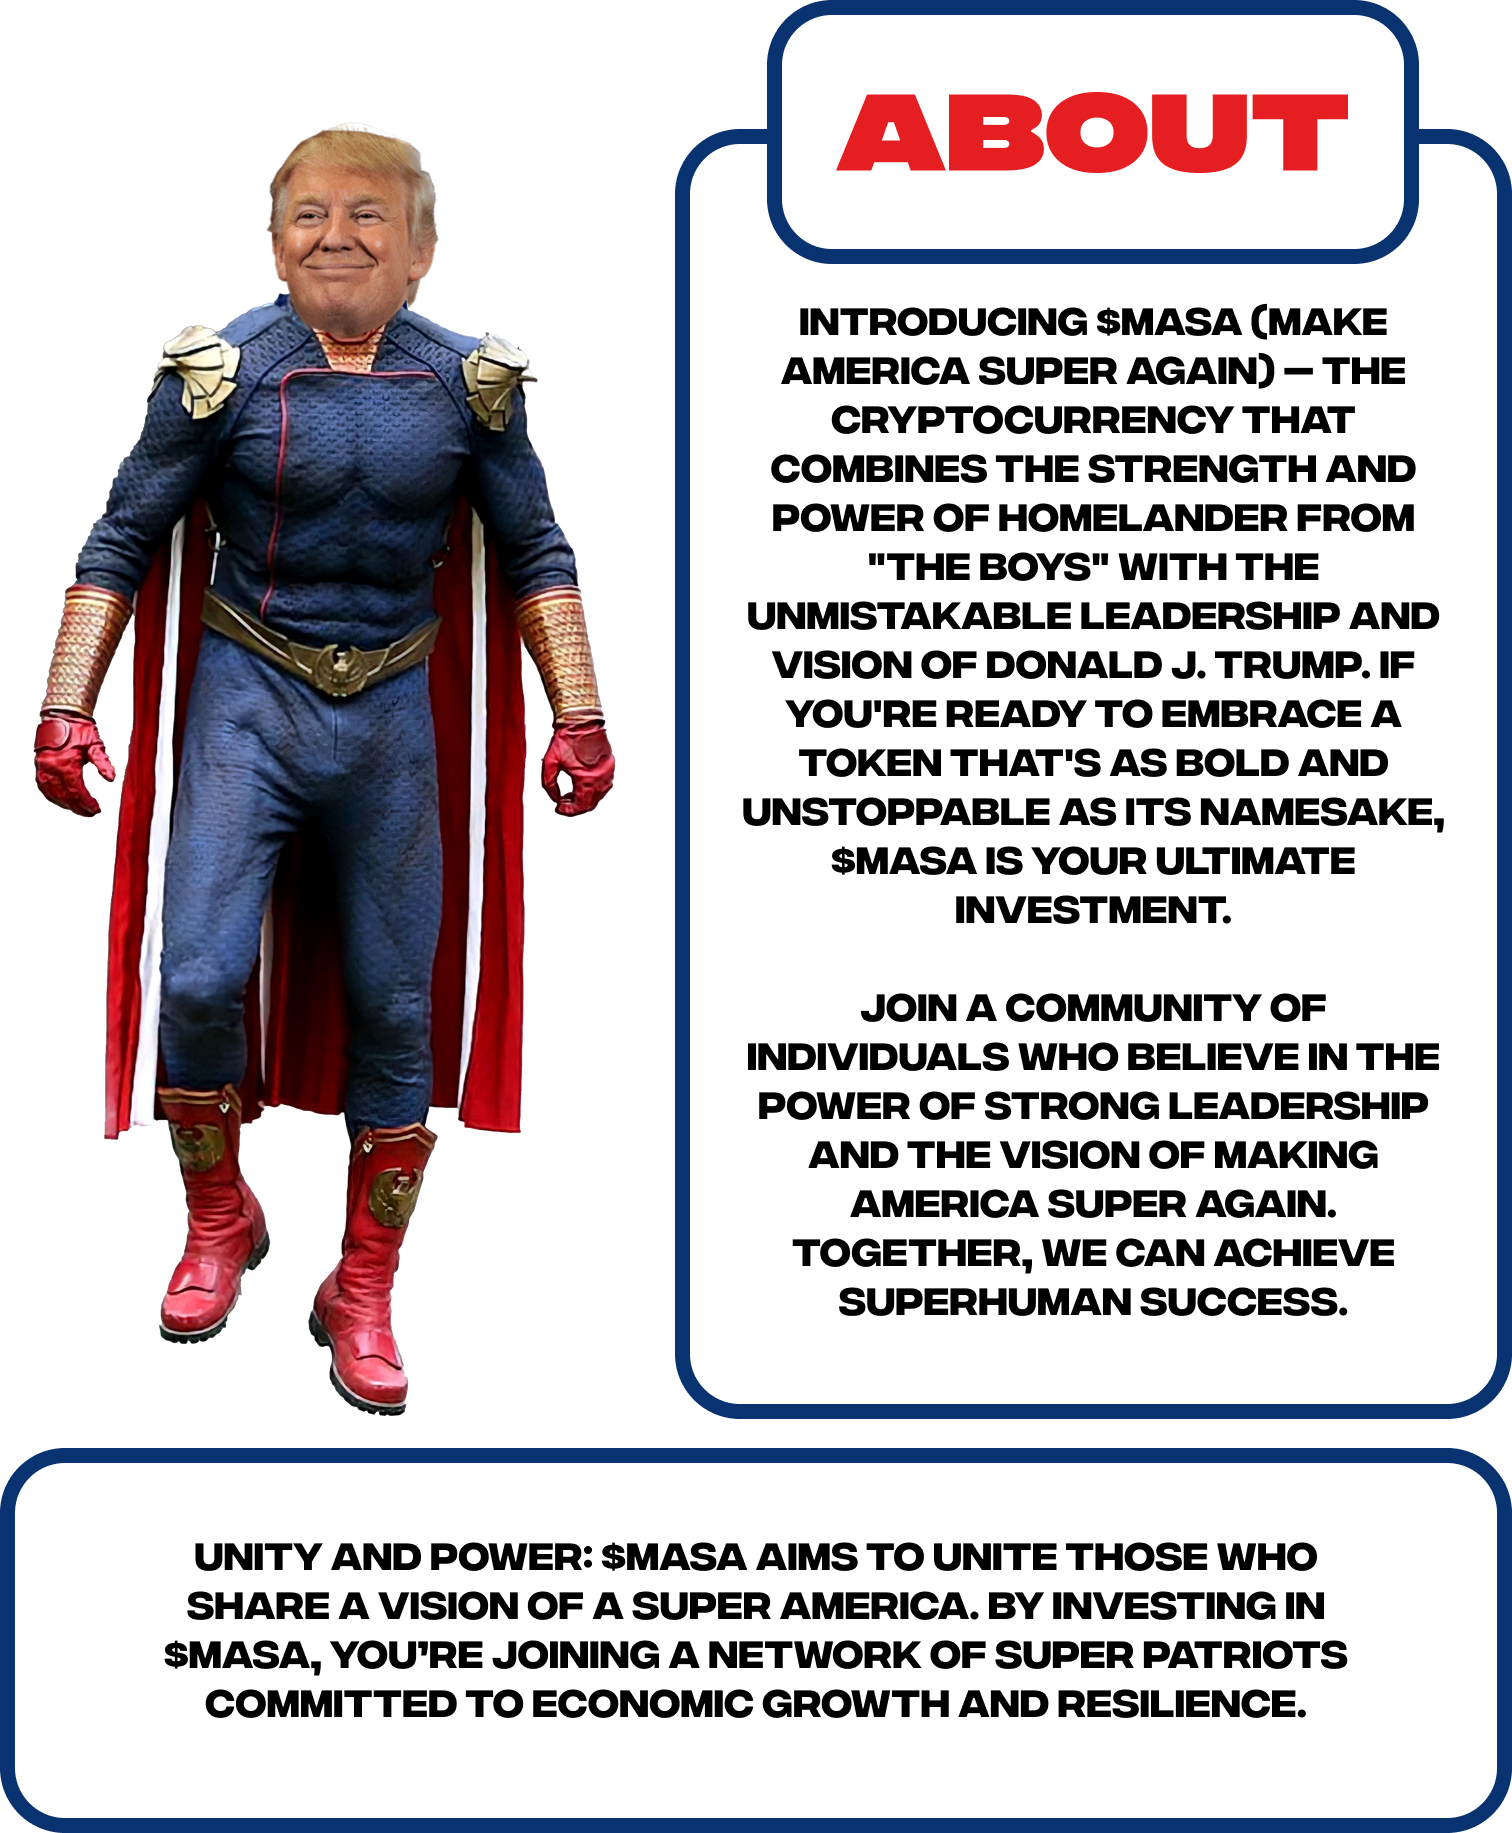 ABOUT
INTRODUCING $MASA (MAKE
AMERICA SUPER AGAIN) – THE
CRYPTOCURRENCY THAT
COMBINES THE STRENGTH AND
POWER OF HOMELANDER FROM
"THE BOYS" WITH THE
UNMISTAKABLE LEADERSHIP AND
VISION OF DONALD J. TRUMP. IF
YOU'RE READY TO EMBRACE A
TOKEN THAT'S AS BOLD AND
UNSTOPPABLE AS ITS NAMESAKE,
$MASA IS YOUR ULTIMATE
INVESTMENT.
JOIN A COMMUNITY OF
INDIVIDUALS WHO BELIEVE IN THE
POWER OF STRONG LEADERSHIP
AND THE VISION OF MAKING
AMERICA SUPER AGAIN.
TOGETHER, WE CAN ACHIEVE
SUPERHUMAN SUCCESS.
UNITY AND POWER: $MASA AIMS TO UNITE THOSE WHO
SHARE A VISION OF A SUPER AMERICA. BY INVESTING IN
$MASA, YOU’RE JOINING A NETWORK OF SUPER PATRIOTS
COMMITTED TO ECONOMIC GROWTH AND RESILIENCE.